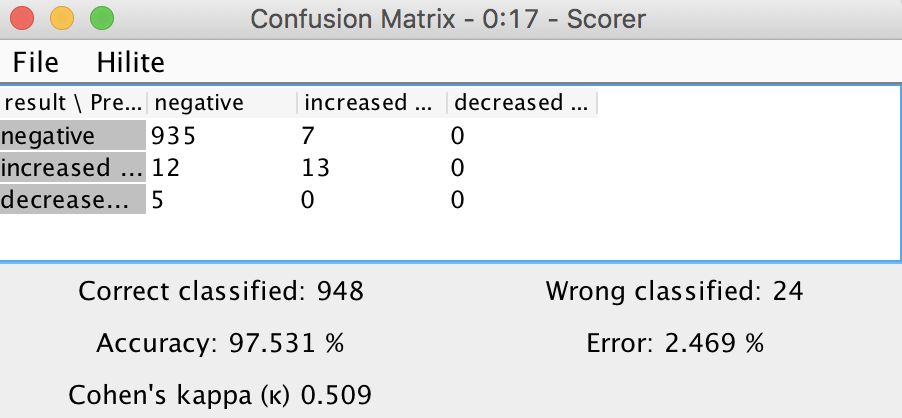 Confusion Matrix - 0:17 - Scorer
File Hilite
result \ Pre... negative increased ... decreased ...
negative 935 7 0
increased ... 12 13 0
decrease... 5 0 0
Correct classified: 948 Wrong classified: 24
Accuracy: 97.531 % Error: 2.469 %
Cohen's kappa (κ) 0.509